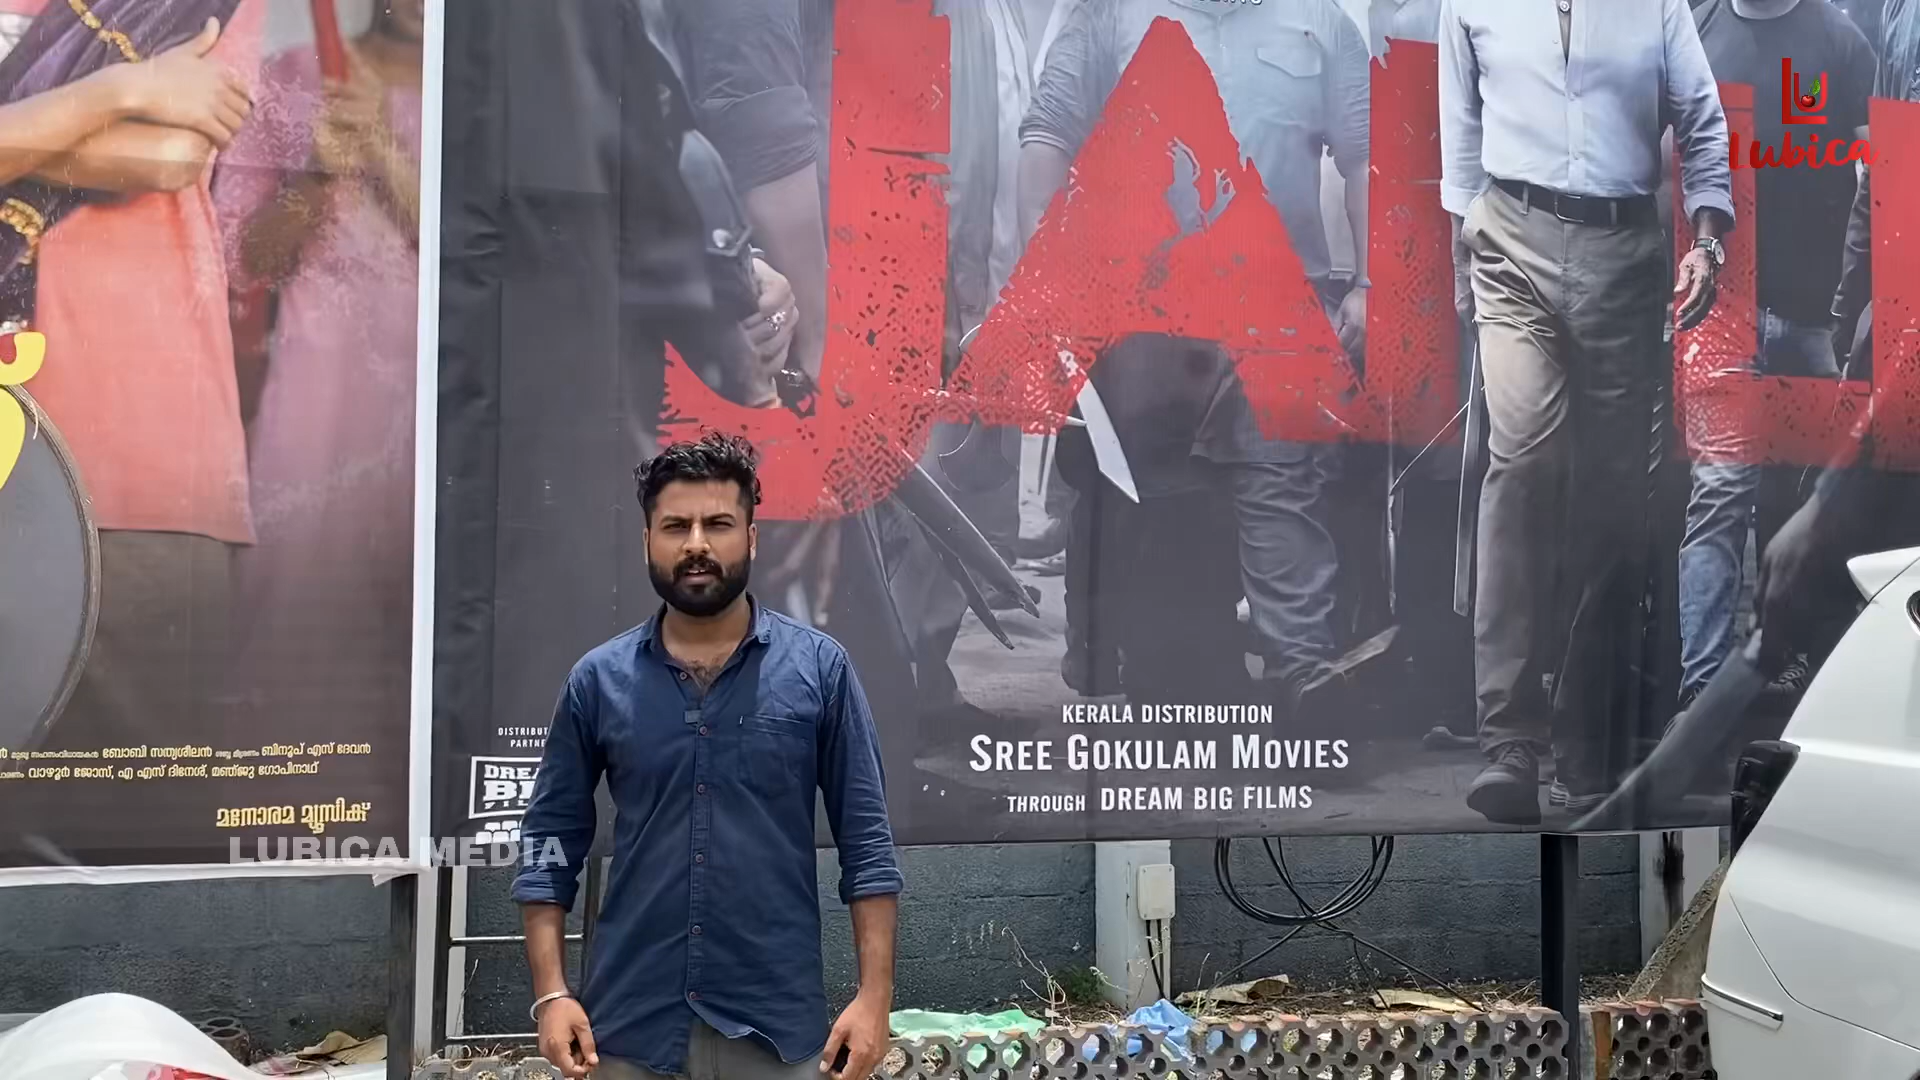 JAIL
Lubica
KERALA DISTRIBUTION
SREE GOKULAM MOVIES
THROUGH DREAM BIG FILMS
ബോബി സത്യശീലൻ
ബിനൂപ് എസ് ദേവൻ
വാഴൂർ ജോസ്, എ എസ് ദിനേശ്, മഞ്ജു ഗോപിനാഥ്
മനോരമ മ്യൂസിക്
LUBICA MEDIA